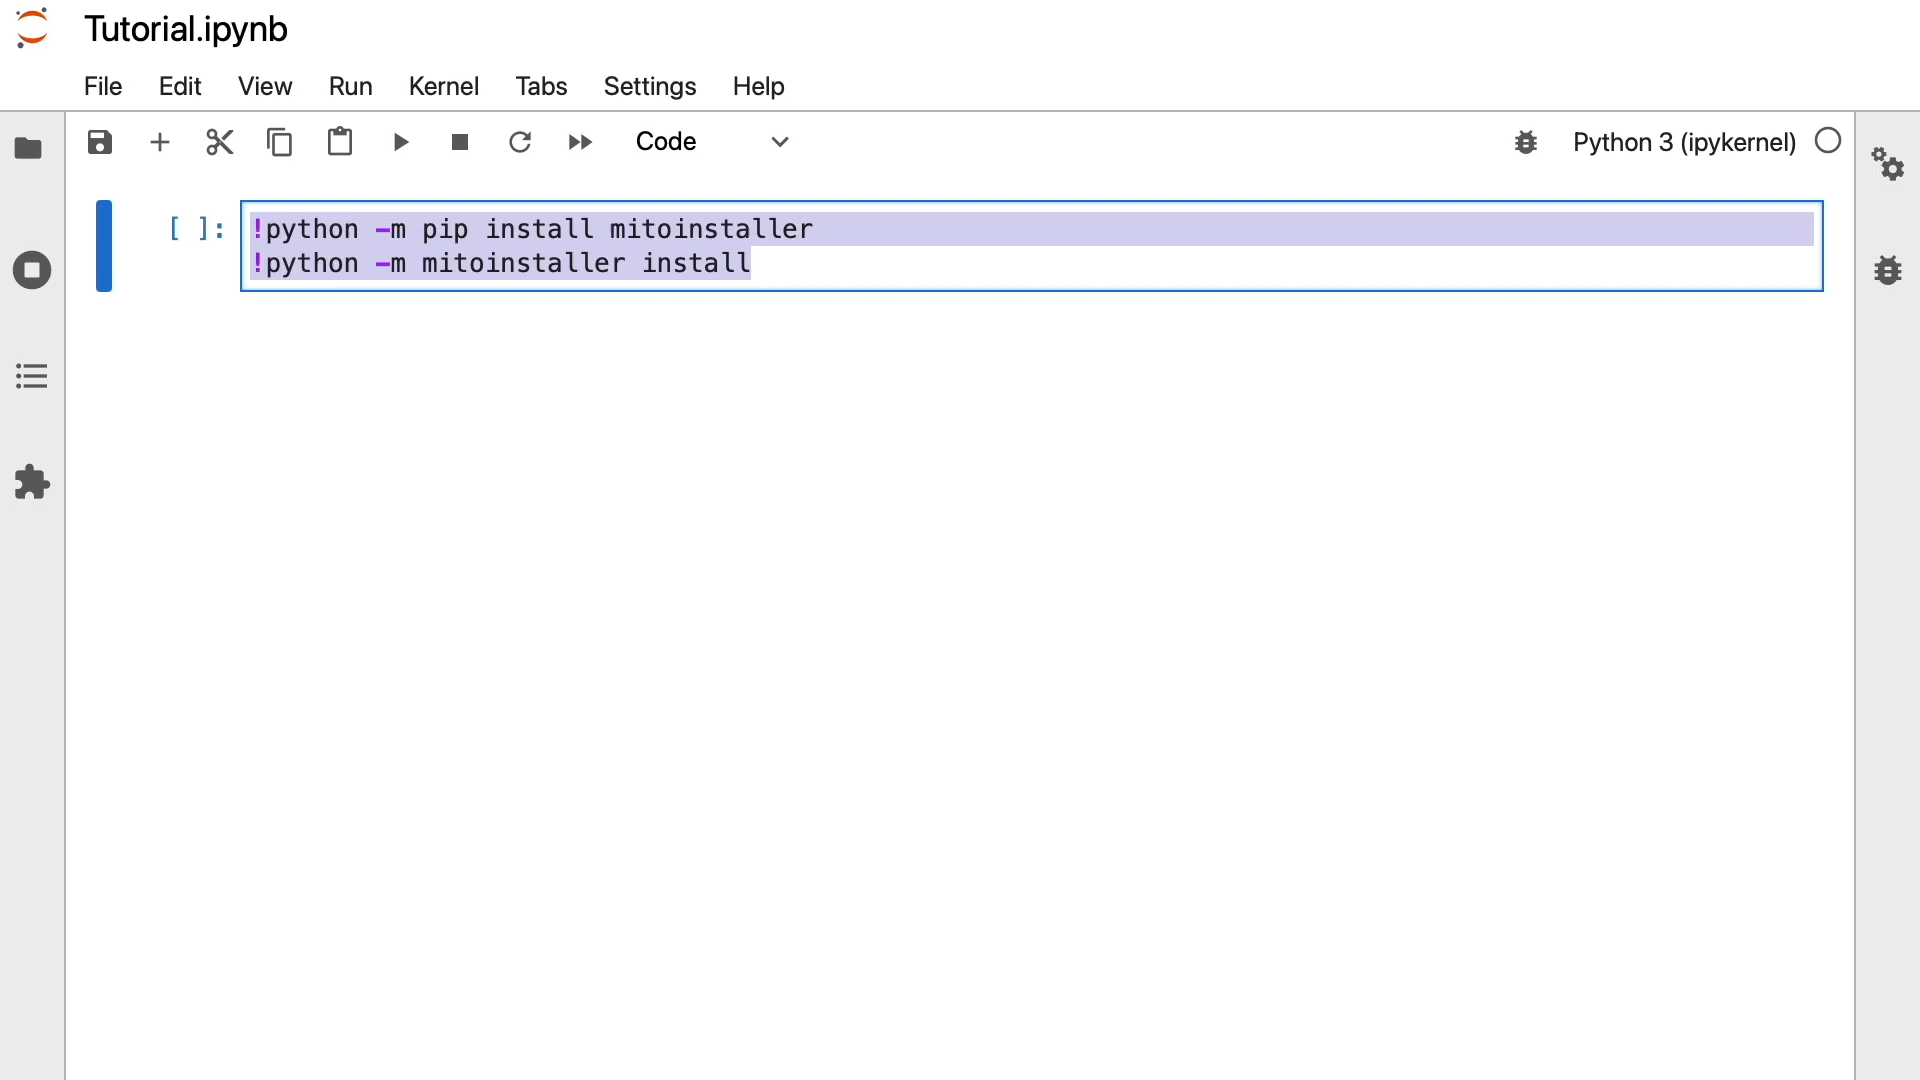 Tutorial.ipynb
File Edit View Run Kernel Tabs Settings Help
Code Python 3 (ipykernel)
[ ]: !python -m pip install mitoinstaller
!python -m mitoinstaller install